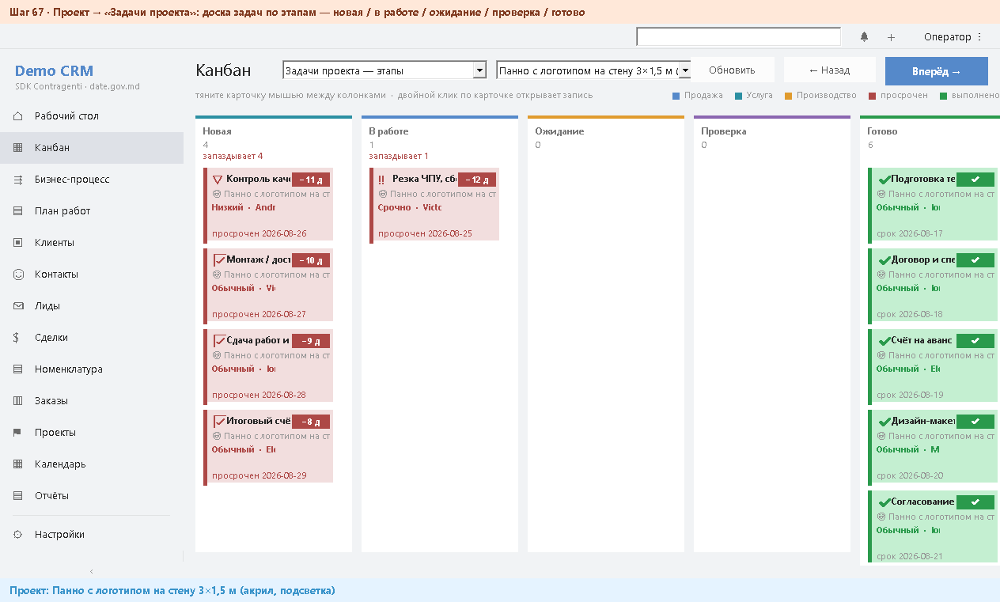 Шаг 67 · Проект → «Задачи проекта»: доска задач по этапам — новая / в работе / ожидание / проверка / готово
Оператор ⋮
Demo CRM
SDK Contragenti · date.gov.md
Рабочий стол
Канбан
Бизнес-процесс
План работ
Клиенты
Контакты
Лиды
Сделки
Номенклатура
Заказы
Проекты
Календарь
Отчёты
Настройки
Канбан
Задачи проекта — этапы
Панно с логотипом на стену 3×1,5 м (
Обновить
← Назад
Вперёд →
тяните карточку мышью между колонками · двойной клик по карточке открывает запись
Продажа
Услуга
Производство
просрочен
выполнено
Новая
4
запаздывает 4
Контроль каче
−11 д
Панно с логотипом на ст
Низкий · Andr
просрочен 2026-08-26
Монтаж / дост
−10 д
Панно с логотипом на ст
Обычный · Vi
просрочен 2026-08-27
Сдача работ и
−9 д
Панно с логотипом на ст
Обычный · Io
просрочен 2026-08-28
Итоговый счё
−8 д
Панно с логотипом на ст
Обычный · Ele
просрочен 2026-08-29
В работе
1
запаздывает 1
Резка ЧПУ, сбо
−12 д
Панно с логотипом на ст
Срочно · Victo
просрочен 2026-08-25
Ожидание
0
Проверка
0
Готово
6
Подготовка те
Панно с логотипом на ст
Обычный · Io
срок 2026-08-17
Договор и спе
Панно с логотипом на ст
Обычный · Io
срок 2026-08-18
Счёт на аванс
Панно с логотипом на ст
Обычный · Ele
срок 2026-08-19
Дизайн-макет
Панно с логотипом на ст
Обычный · M
срок 2026-08-20
Согласование
Панно с логотипом на ст
Обычный · Io
срок 2026-08-21
Проект: Панно с логотипом на стену 3×1,5 м (акрил, подсветка)